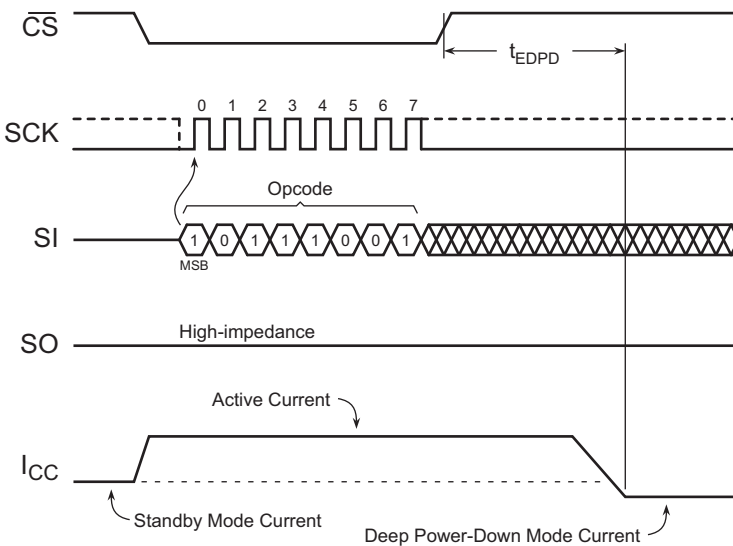 CS
tEDPD
0 1 2 3 4 5 6 7
SCK
Opcode
SI
1 0 1 1 1 0 0 1
MSB
High-impedance
SO
Active Current
ICC
Standby Mode Current
Deep Power-Down Mode Current